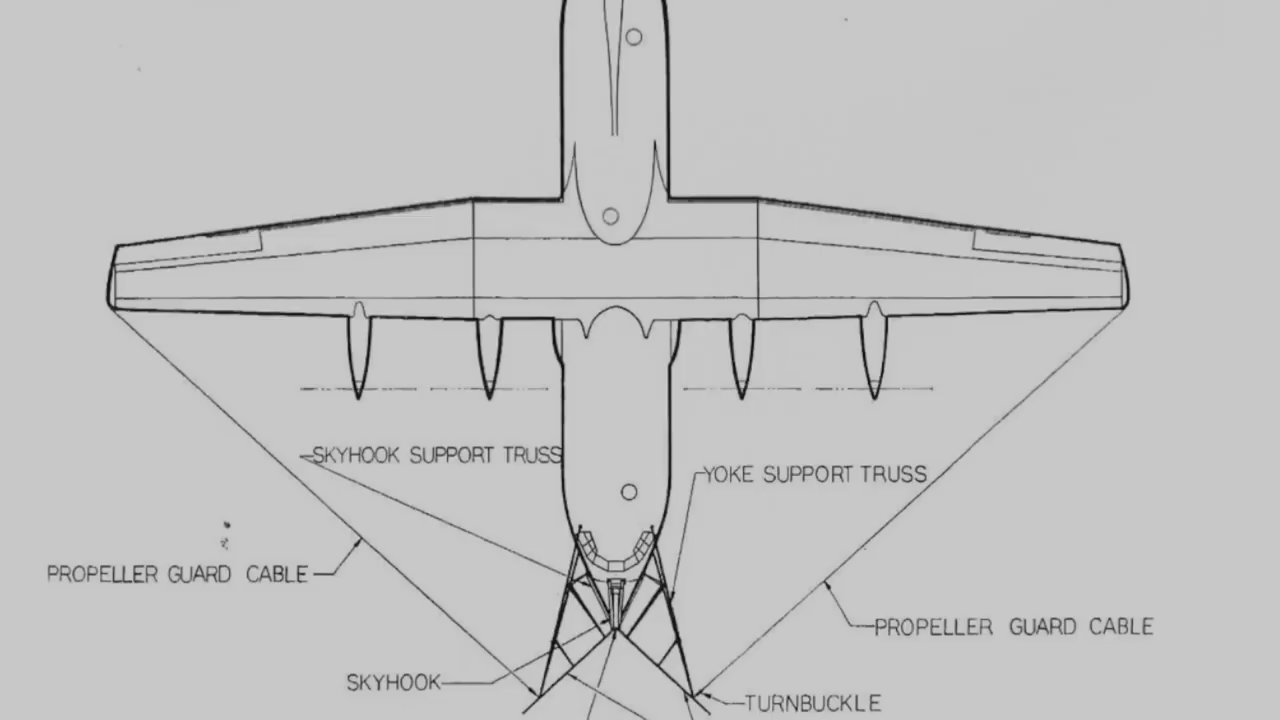 SKYHOOK SUPPORT TRUSS
YOKE SUPPORT TRUSS
PROPELLER GUARD CABLE
PROPELLER GUARD CABLE
SKYHOOK
TURNBUCKLE